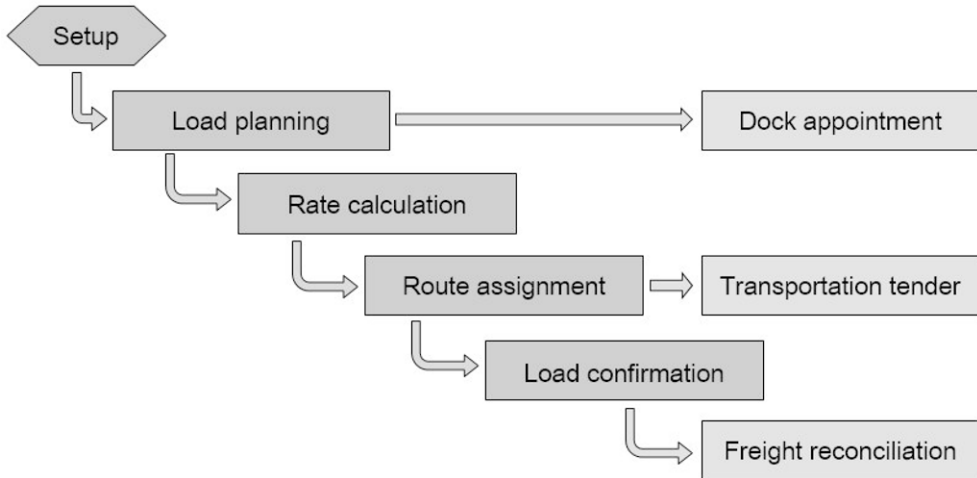 Setup
Load planning
Dock appointment
Rate calculation
Route assignment
Transportation tender
Load confirmation
Freight reconciliation